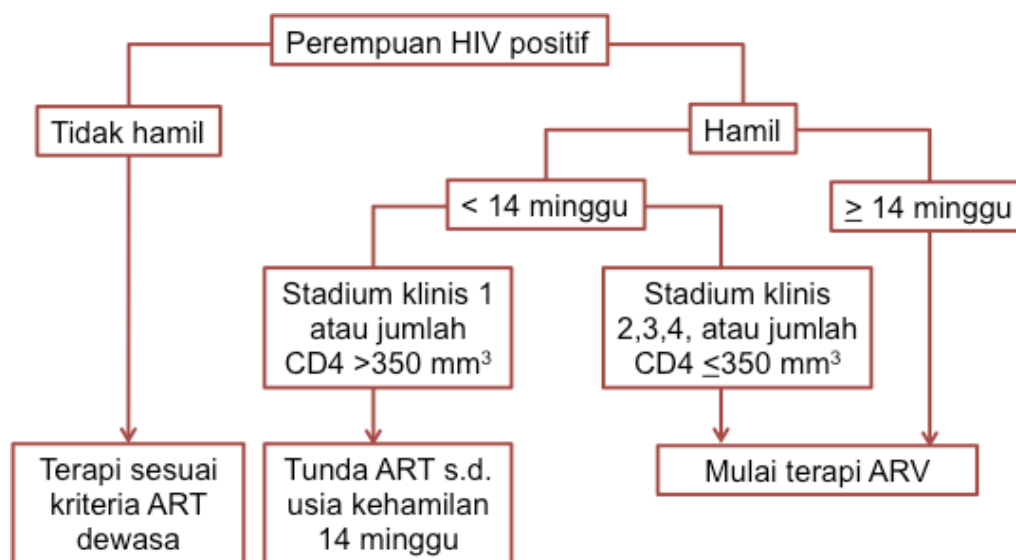 Perempuan HIV positif
Tidak hamil
Hamil
< 14 minggu
≥ 14 minggu
Stadium klinis 1
atau jumlah
CD4 >350 mm³
Stadium klinis
2,3,4, atau jumlah
CD4 ≤350 mm³
Terapi sesuai
kriteria ART
dewasa
Tunda ART s.d.
usia kehamilan
14 minggu
Mulai terapi ARV